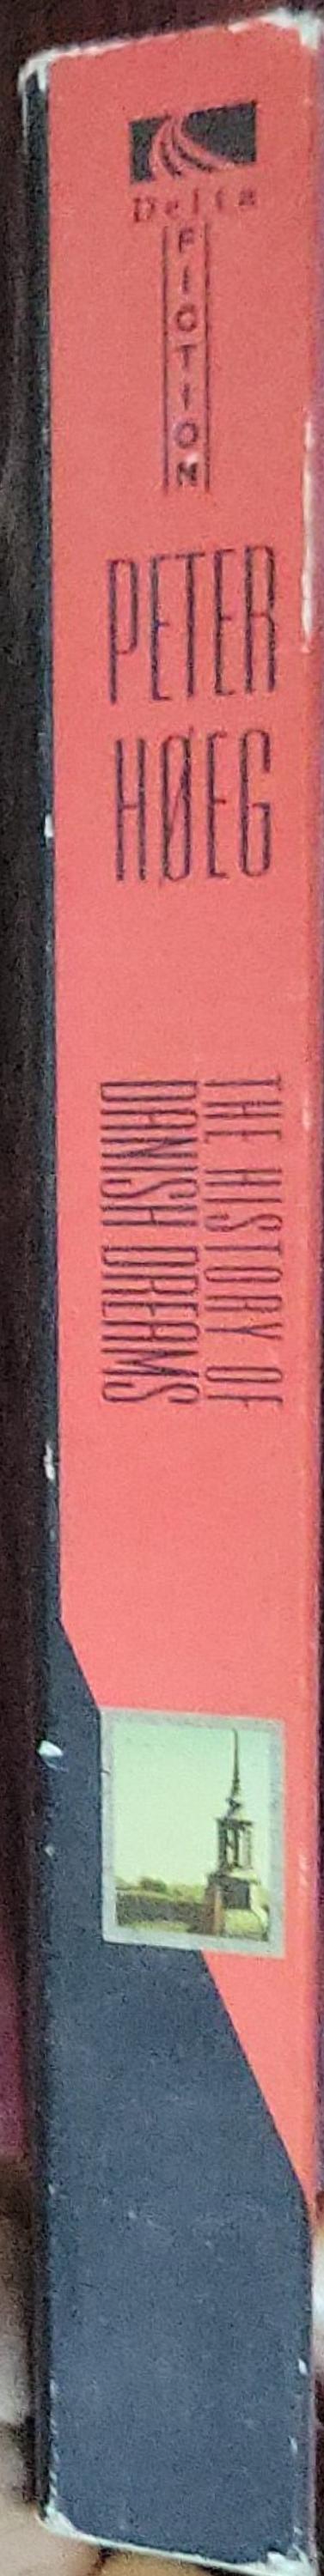 Delta
FICTION
PETER
HØEG
THE HISTORY OF
DANISH DREAMS